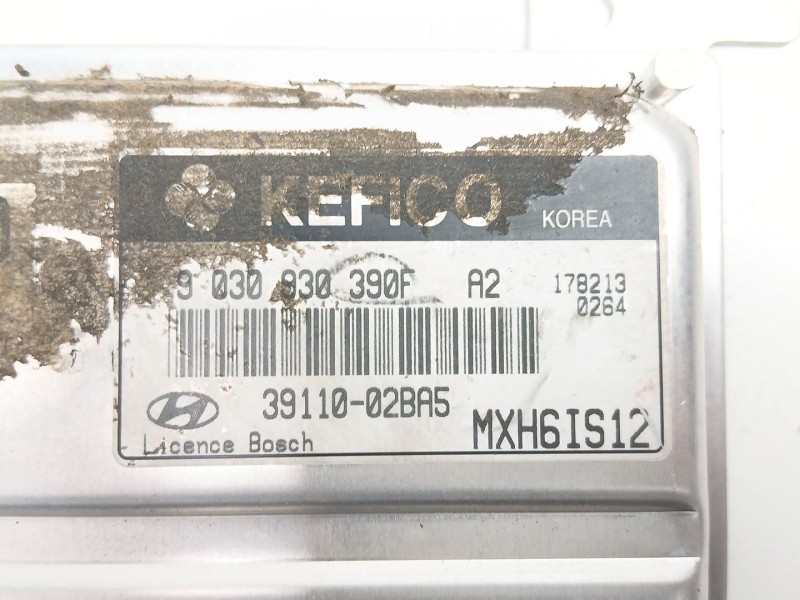 KEFICO KOREA
9 030 930 390F A2 178213
0264
39110-02BA5
Licence Bosch MXH6IS12